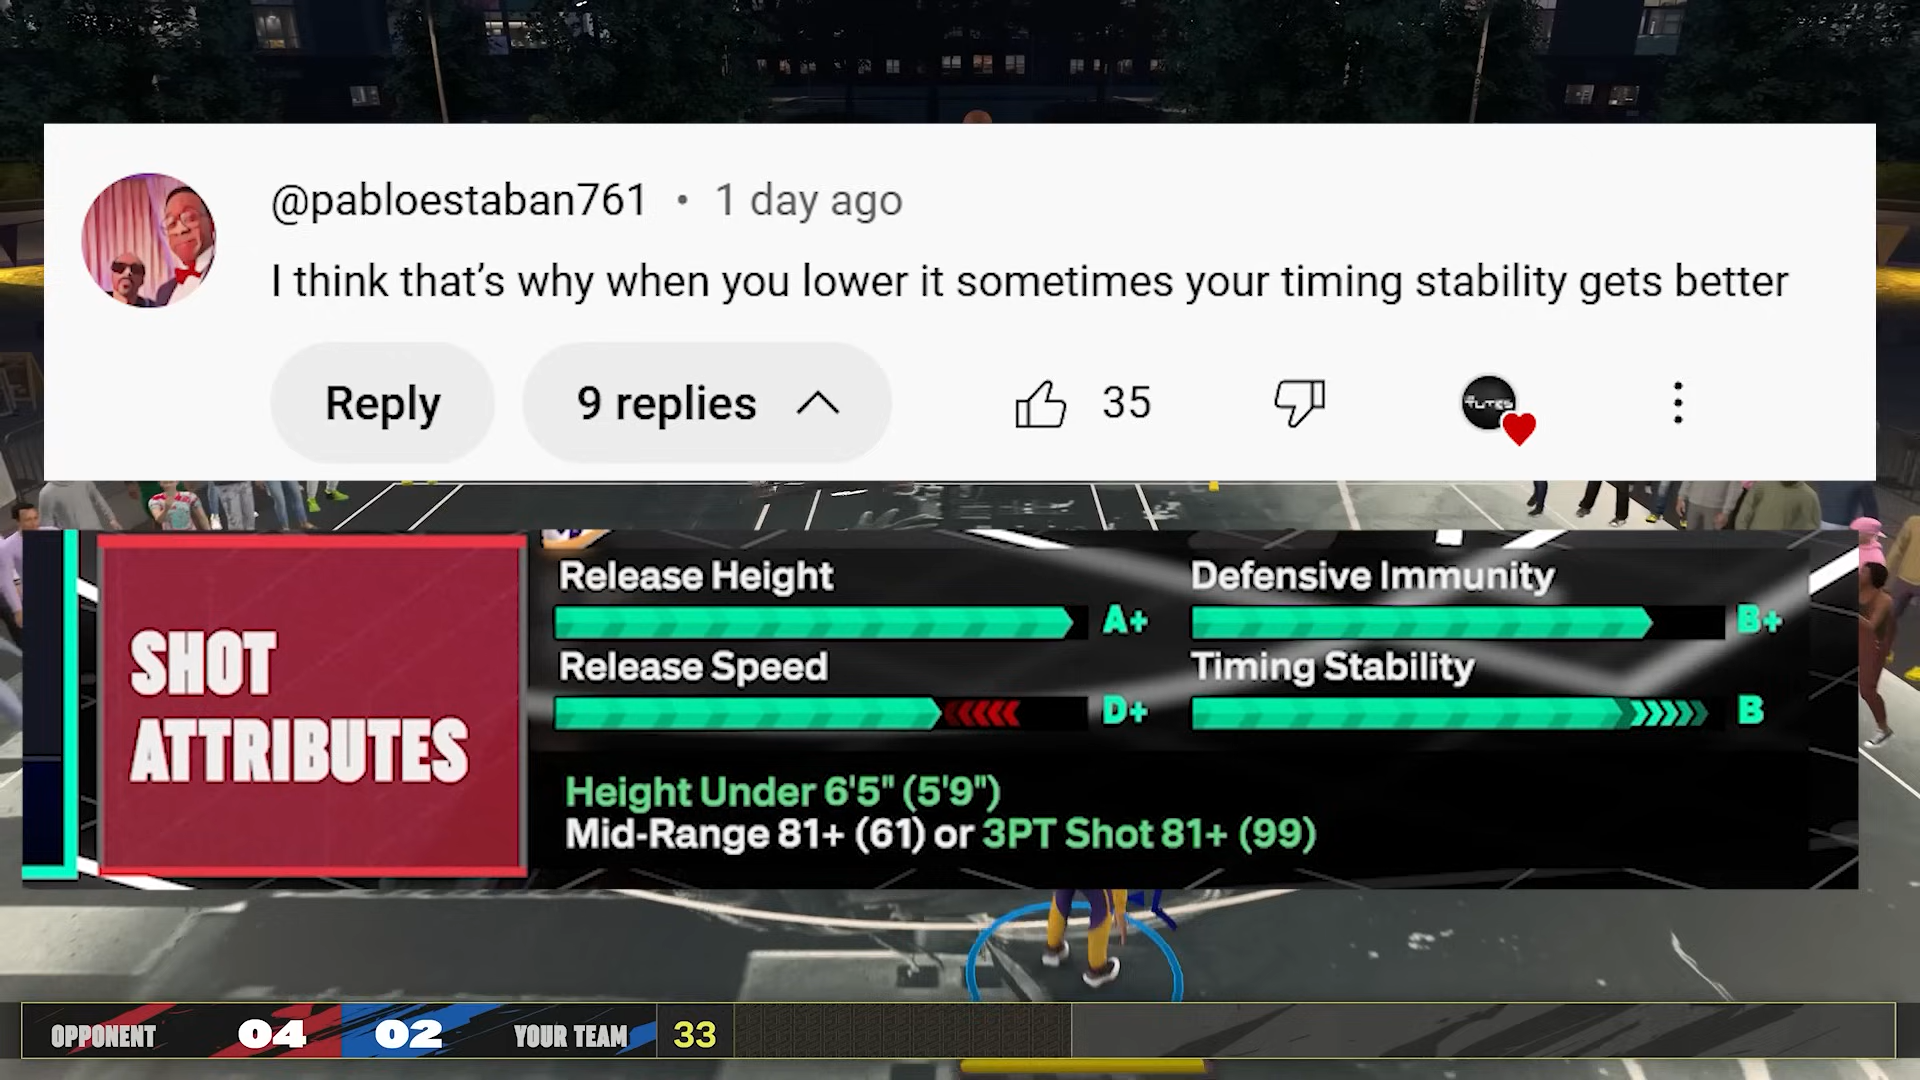 @pabloestaban761 • 1 day ago
I think that’s why when you lower it sometimes your timing stability gets better
Reply
9 replies
35
TUTES
SHOT
ATTRIBUTES
Release Height
A+
Defensive Immunity
B+
Release Speed
D+
Timing Stability
B
Height Under 6'5" (5'9")
Mid-Range 81+ (61) or 3PT Shot 81+ (99)
OPPONENT 04 02 YOUR TEAM 33